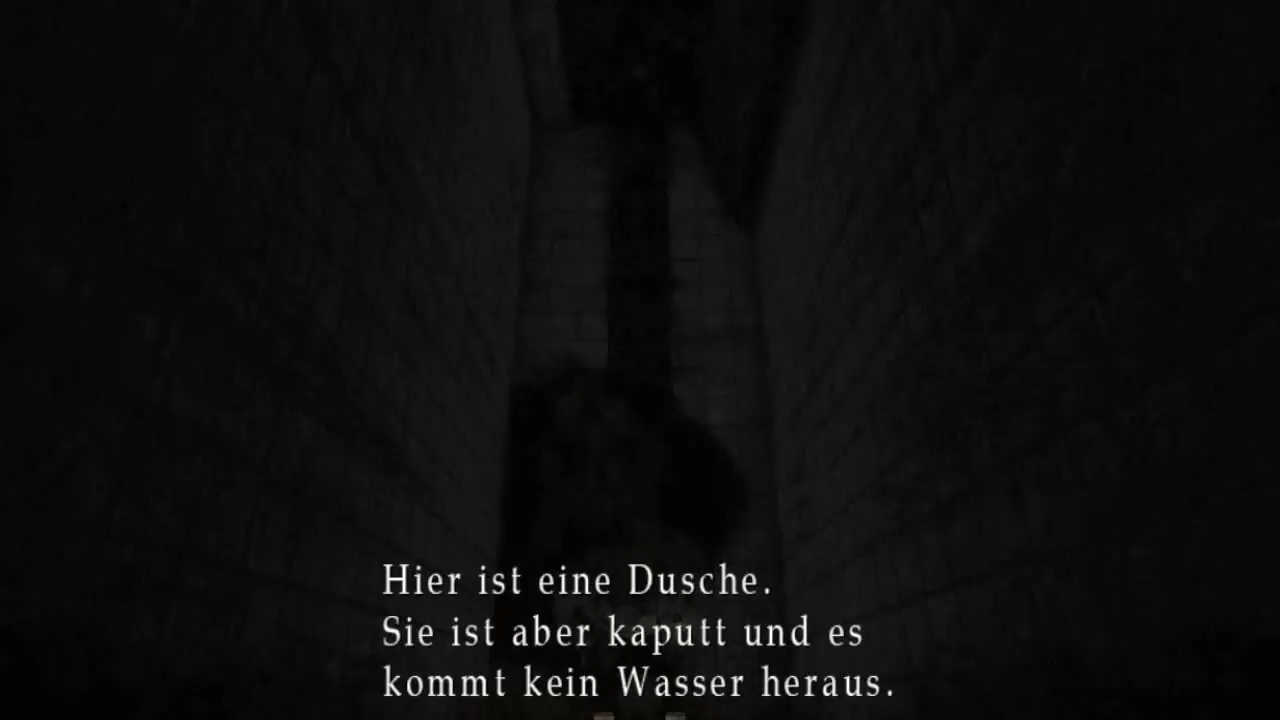 Hier ist eine Dusche.
Sie ist aber kaputt und es
kommt kein Wasser heraus.